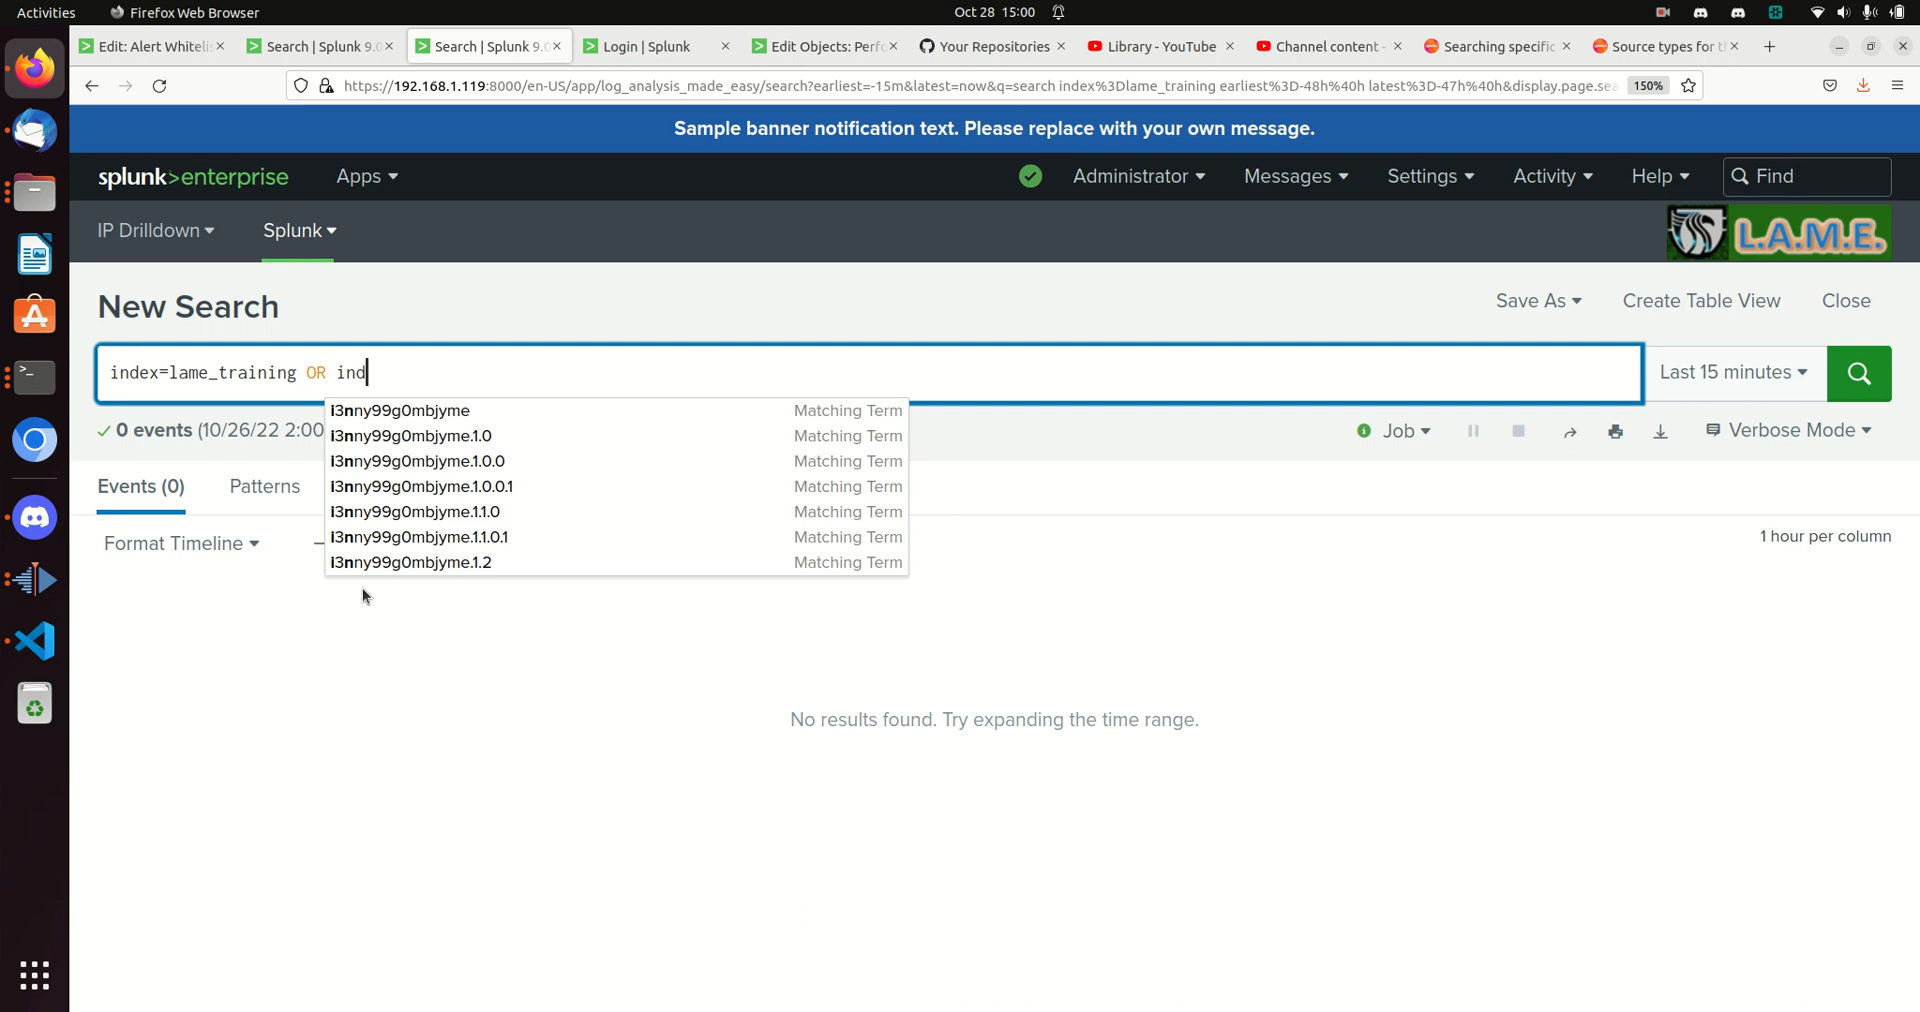 Activities Firefox Web Browser Oct 28 15:00
Edit: Alert Whitelis Search | Splunk 9.0 Search | Splunk 9.0 Login | Splunk Edit Objects: Perfo Your Repositories Library - YouTube Channel content - Searching specific Source types for t
https://192.168.1.119:8000/en-US/app/log_analysis_made_easy/search?earliest=-15m&latest=now&q=search index%3Dlame_training earliest%3D-48h%40h latest%3D-47h%40h&display.page.sea 150%
Sample banner notification text. Please replace with your own message.
splunk>enterprise Apps Administrator Messages Settings Activity Help Find
IP Drilldown Splunk L.A.M.E.
New Search Save As Create Table View Close
index=lame_training OR ind Last 15 minutes
i3nny99g0mbjyme Matching Term
✓ 0 events (10/26/22 2:00 Job Verbose Mode
i3nny99g0mbjyme.1.0 Matching Term
i3nny99g0mbjyme.1.0.0 Matching Term
Events (0) Patterns
i3nny99g0mbjyme.1.0.0.1 Matching Term
i3nny99g0mbjyme.1.1.0 Matching Term
i3nny99g0mbjyme.1.1.0.1 Matching Term
Format Timeline – 1 hour per column
i3nny99g0mbjyme.1.2 Matching Term
No results found. Try expanding the time range.